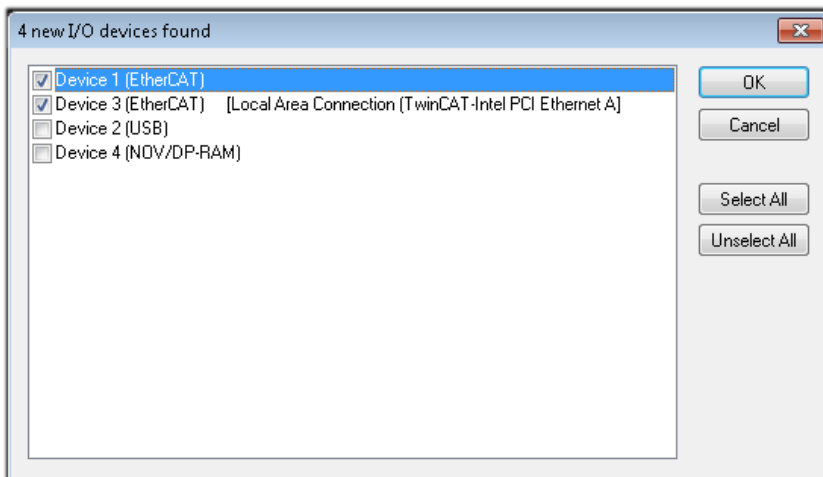 4 new I/O devices found
Device 1 (EtherCAT)
Device 3 (EtherCAT) [Local Area Connection (TwinCAT-Intel PCI Ethernet A]
Device 2 (USB)
Device 4 (NOV/DP-RAM)
OK
Cancel
Select All
Unselect All